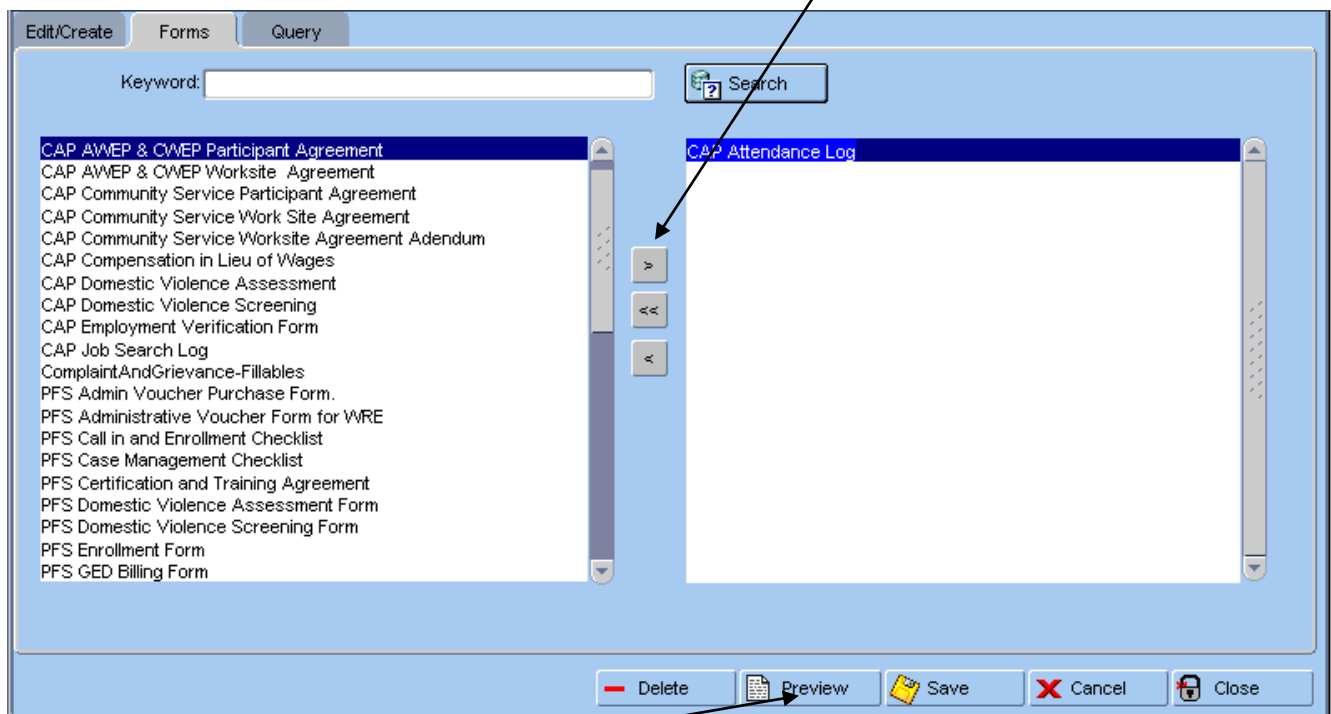 Edit/Create Forms Query
Keyword: Search
CAP AWEP & CWEP Participant Agreement
CAP AWEP & CWEP Worksite Agreement
CAP Community Service Participant Agreement
CAP Community Service Work Site Agreement
CAP Community Service Worksite Agreement Adendum
CAP Compensation in Lieu of Wages
CAP Domestic Violence Assessment
CAP Domestic Violence Screening
CAP Employment Verification Form
CAP Job Search Log
ComplaintAndGrievance-Fillables
PFS Admin Voucher Purchase Form.
PFS Administrative Voucher Form for WRE
PFS Call in and Enrollment Checklist
PFS Case Management Checklist
PFS Certification and Training Agreement
PFS Domestic Violence Assessment Form
PFS Domestic Violence Screening Form
PFS Enrollment Form
PFS GED Billing Form
>
<<
<
CAP Attendance Log
Delete Preview Save Cancel Close